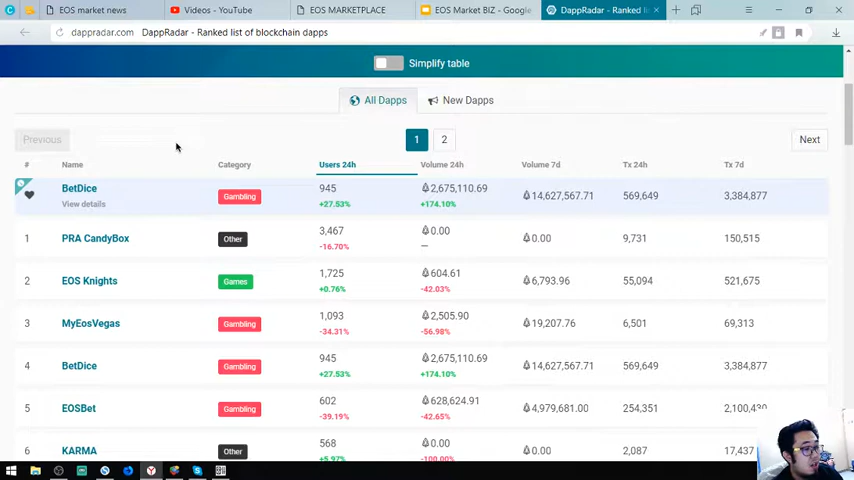 EOS market news
Videos - YouTube
EOS MARKETPLACE
EOS Market BIZ - Google
DappRadar - Ranked lis
dappradar.com DappRadar - Ranked list of blockchain dapps
Simplify table
All Dapps New Dapps
Previous 1 2 Next
# Name Category Users 24h Volume 24h Volume 7d Tx 24h Tx 7d
BetDice Gambling 945 2,675,110.69 14,627,567.71 569,649 3,384,877
View details +27.53% +174.10%
1 PRA CandyBox Other 3,467 0.00 0.00 9,731 150,515
-16.70% —
2 EOS Knights Games 1,725 604.61 6,793.96 55,094 521,675
+0.76% -42.03%
3 MyEosVegas Gambling 1,093 2,505.90 19,207.76 6,501 69,313
-34.31% -56.98%
4 BetDice Gambling 945 2,675,110.69 14,627,567.71 569,649 3,384,877
+27.53% +174.10%
5 EOSBet Gambling 602 628,624.91 4,979,681.00 254,351 2,100,430
-39.19% -42.65%
6 KARMA Other 568 0.00 0.00 2,087 17,437
+5.97% -100.00%